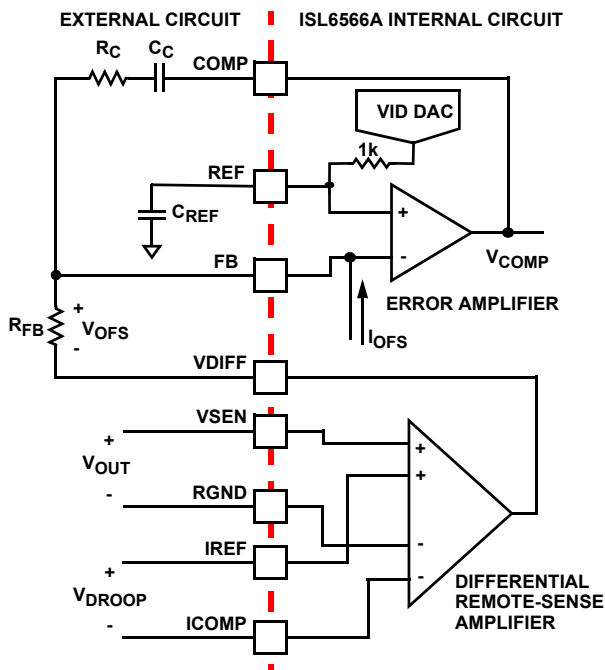 EXTERNAL CIRCUIT
ISL6566A INTERNAL CIRCUIT
RC
CC
COMP
VID DAC
1k
REF
CREF
+
-
VCOMP
FB
ERROR AMPLIFIER
IOFS
RFB
+
VOFS
-
VDIFF
VSEN
+
VOUT
-
+
+
RGND
IREF
-
-
+
VDROOP
-
ICOMP
DIFFERENTIAL
REMOTE-SENSE
AMPLIFIER